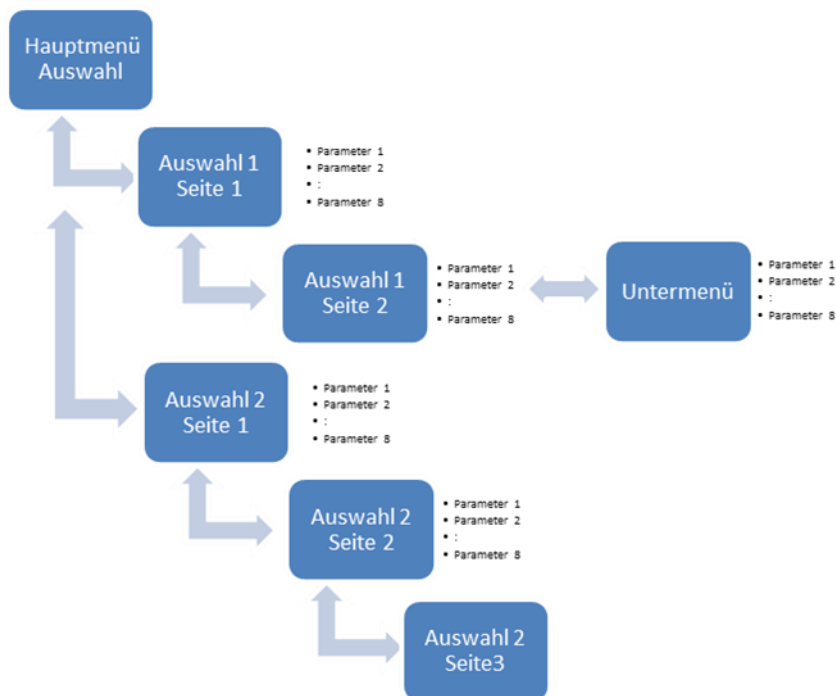 Hauptmenü
Auswahl
Auswahl 1
Seite 1
• Parameter 1
• Parameter 2
• :
• Parameter 8
Auswahl 1
Seite 2
• Parameter 1
• Parameter 2
• :
• Parameter 8
Untermenü
• Parameter 1
• Parameter 2
• :
• Parameter 8
Auswahl 2
Seite 1
• Parameter 1
• Parameter 2
• :
• Parameter 8
Auswahl 2
Seite 2
• Parameter 1
• Parameter 2
• :
• Parameter 8
Auswahl 2
Seite3